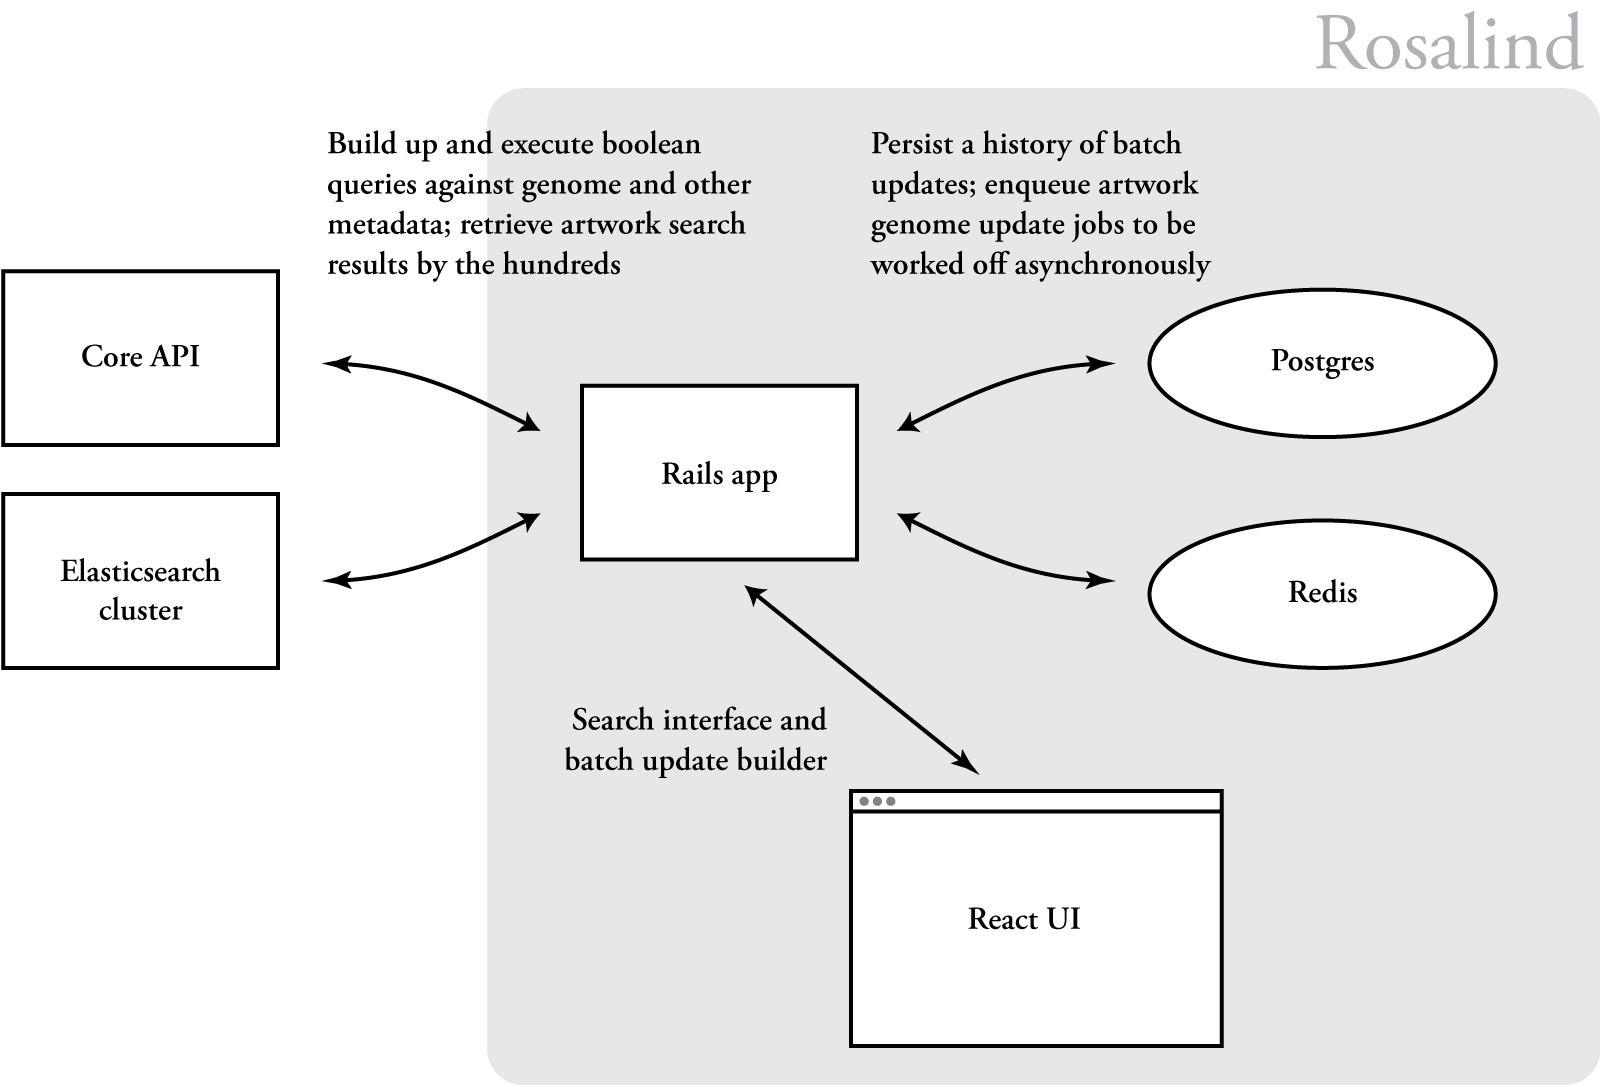 Rosalind
Build up and execute boolean
queries against genome and other
metadata; retrieve artwork search
results by the hundreds
Persist a history of batch
updates; enqueue artwork
genome update jobs to be
worked off asynchronously
Core API
Postgres
Rails app
Elasticsearch
cluster
Redis
Search interface and
batch update builder
React UI